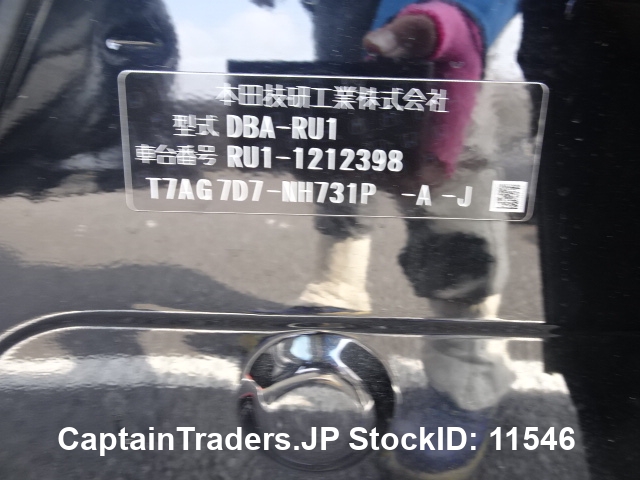 本田技研工業株式会社
型式 DBA-RU1
車台番号 RU1-1212398
T7AG 7D7-NH731P -A -J
CaptainTraders.JP StockID: 11546